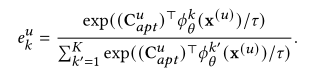 $e_k^u = \frac{\exp((\mathbf{C}_{apt}^u)^\top \phi_\theta^k(\mathbf{x}^{(u)})/\tau)}{\sum_{k'=1}^{K} \exp((\mathbf{C}_{apt}^u)^\top \phi_\theta^{k'}(\mathbf{x}^{(u)})/\tau)}.$